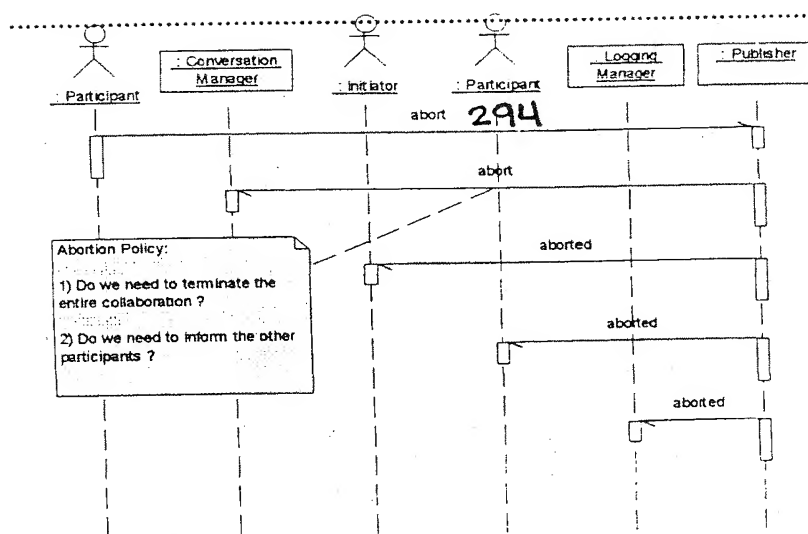 : Participant
: Conversation
Manager
: Initiator
: Participant
: Logging
Manager
: Publisher
abort
294
abort
Abortion Policy:
1) Do we need to terminate the
entire collaboration ?
2) Do we need to inform the other
participants ?
aborted
aborted
aborted